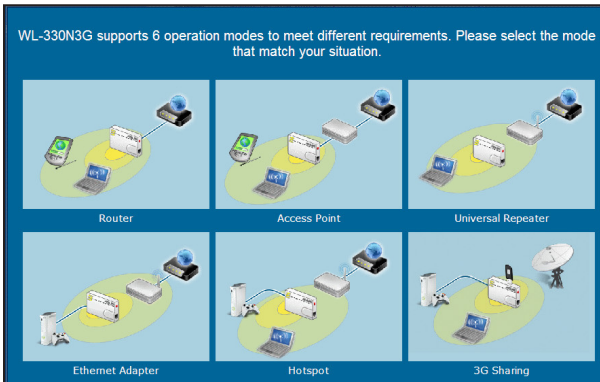 WL-330N3G supports 6 operation modes to meet different requirements. Please select the mode
that match your situation.
Router
Access Point
Universal Repeater
Ethernet Adapter
Hotspot
3G Sharing